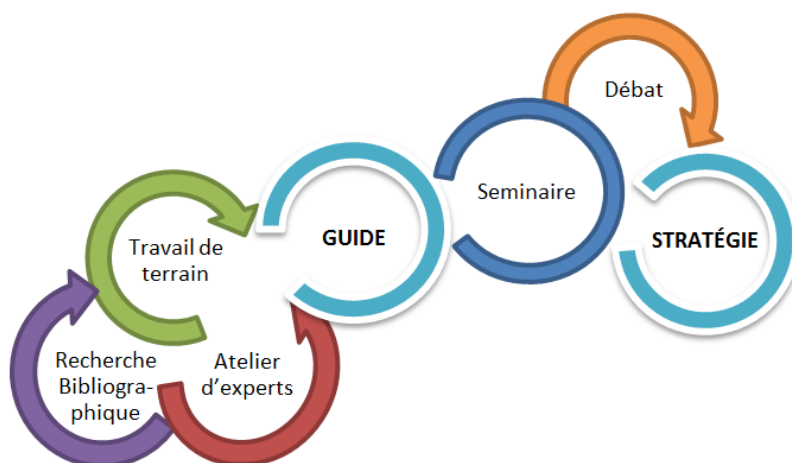 Recherche
Bibliogra-
phique
Travail de
terrain
Atelier
d'experts
GUIDE
Seminaire
Débat
STRATÉGIE